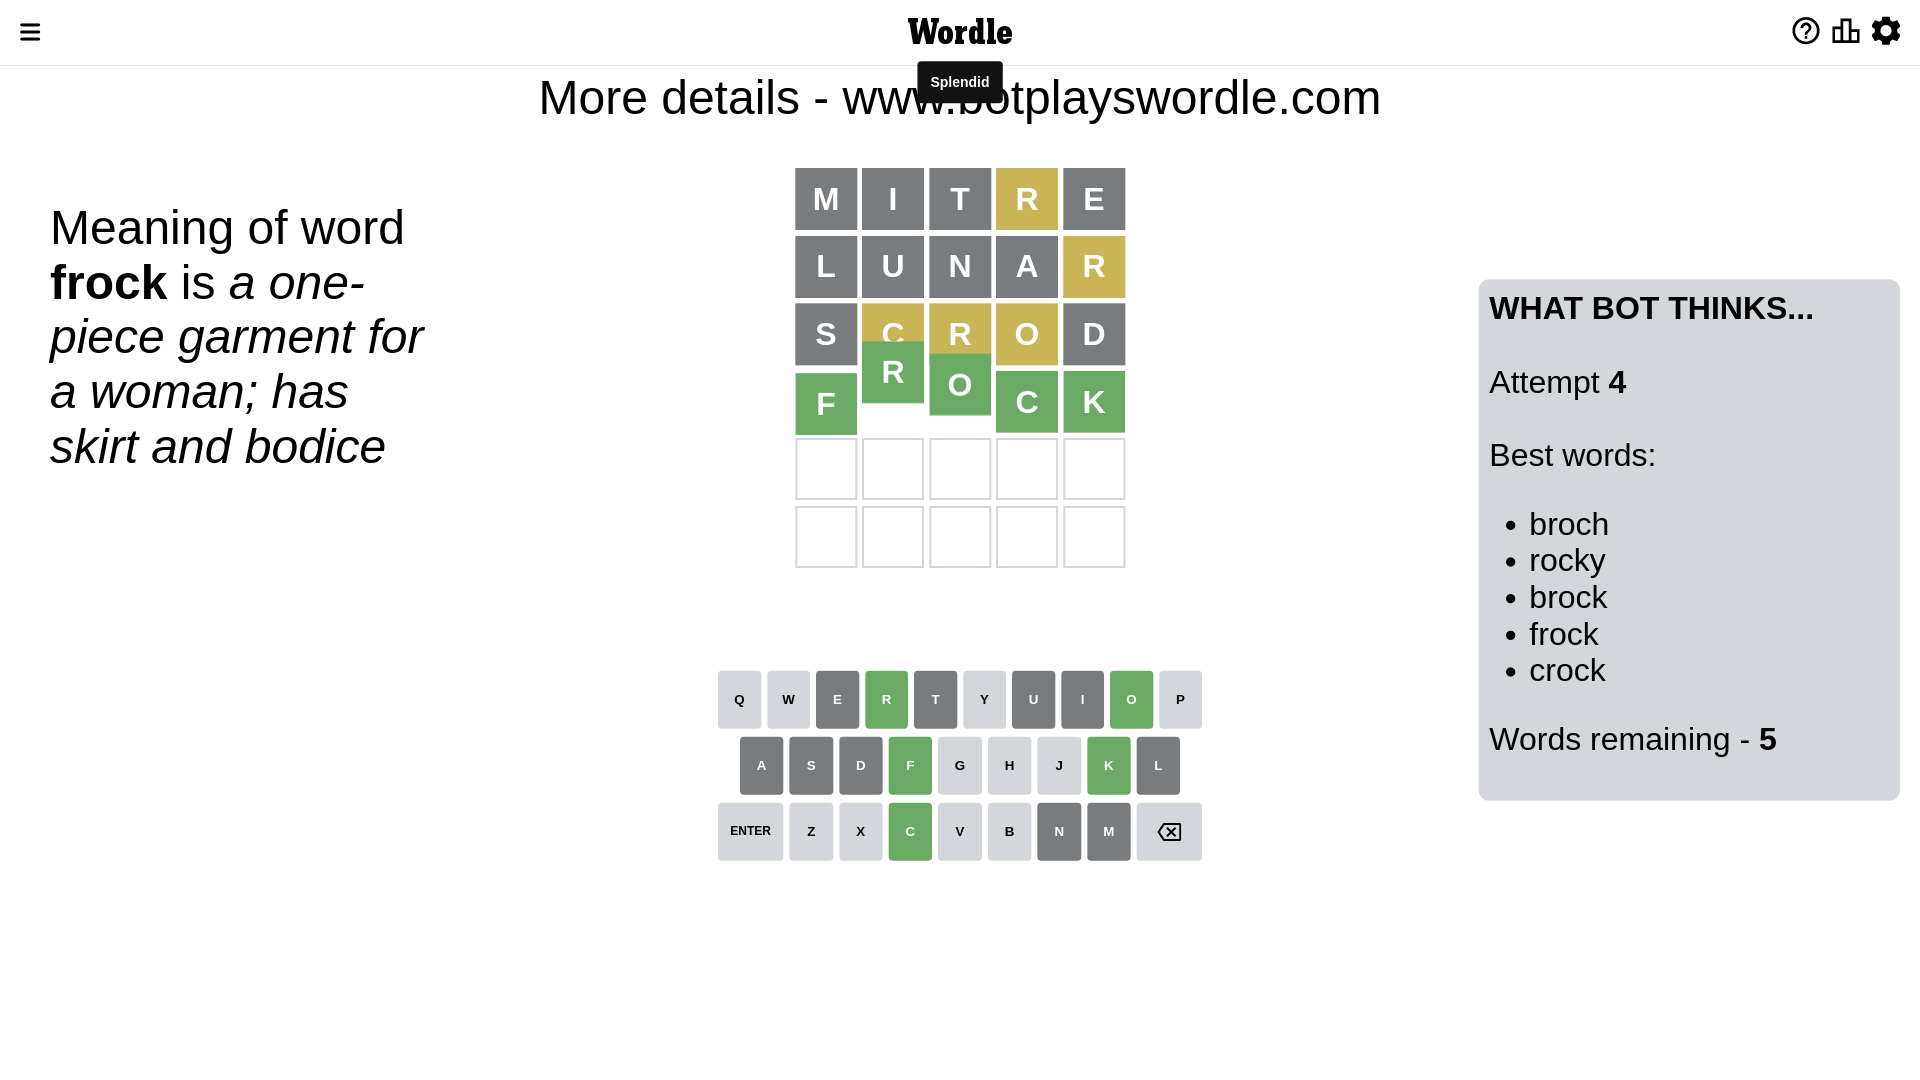 Wordle
Splendid
More details - www.botplayswordle.com
Meaning of word
frock is a one-
piece garment for
a woman; has
skirt and bodice
M I T R E
L U N A R
S C R O D
F R O C K
WHAT BOT THINKS...
Attempt 4
Best words:
• broch
• rocky
• brock
• frock
• crock
Words remaining - 5
Q W E R T Y U I O P
A S D F G H J K L
ENTER Z X C V B N M